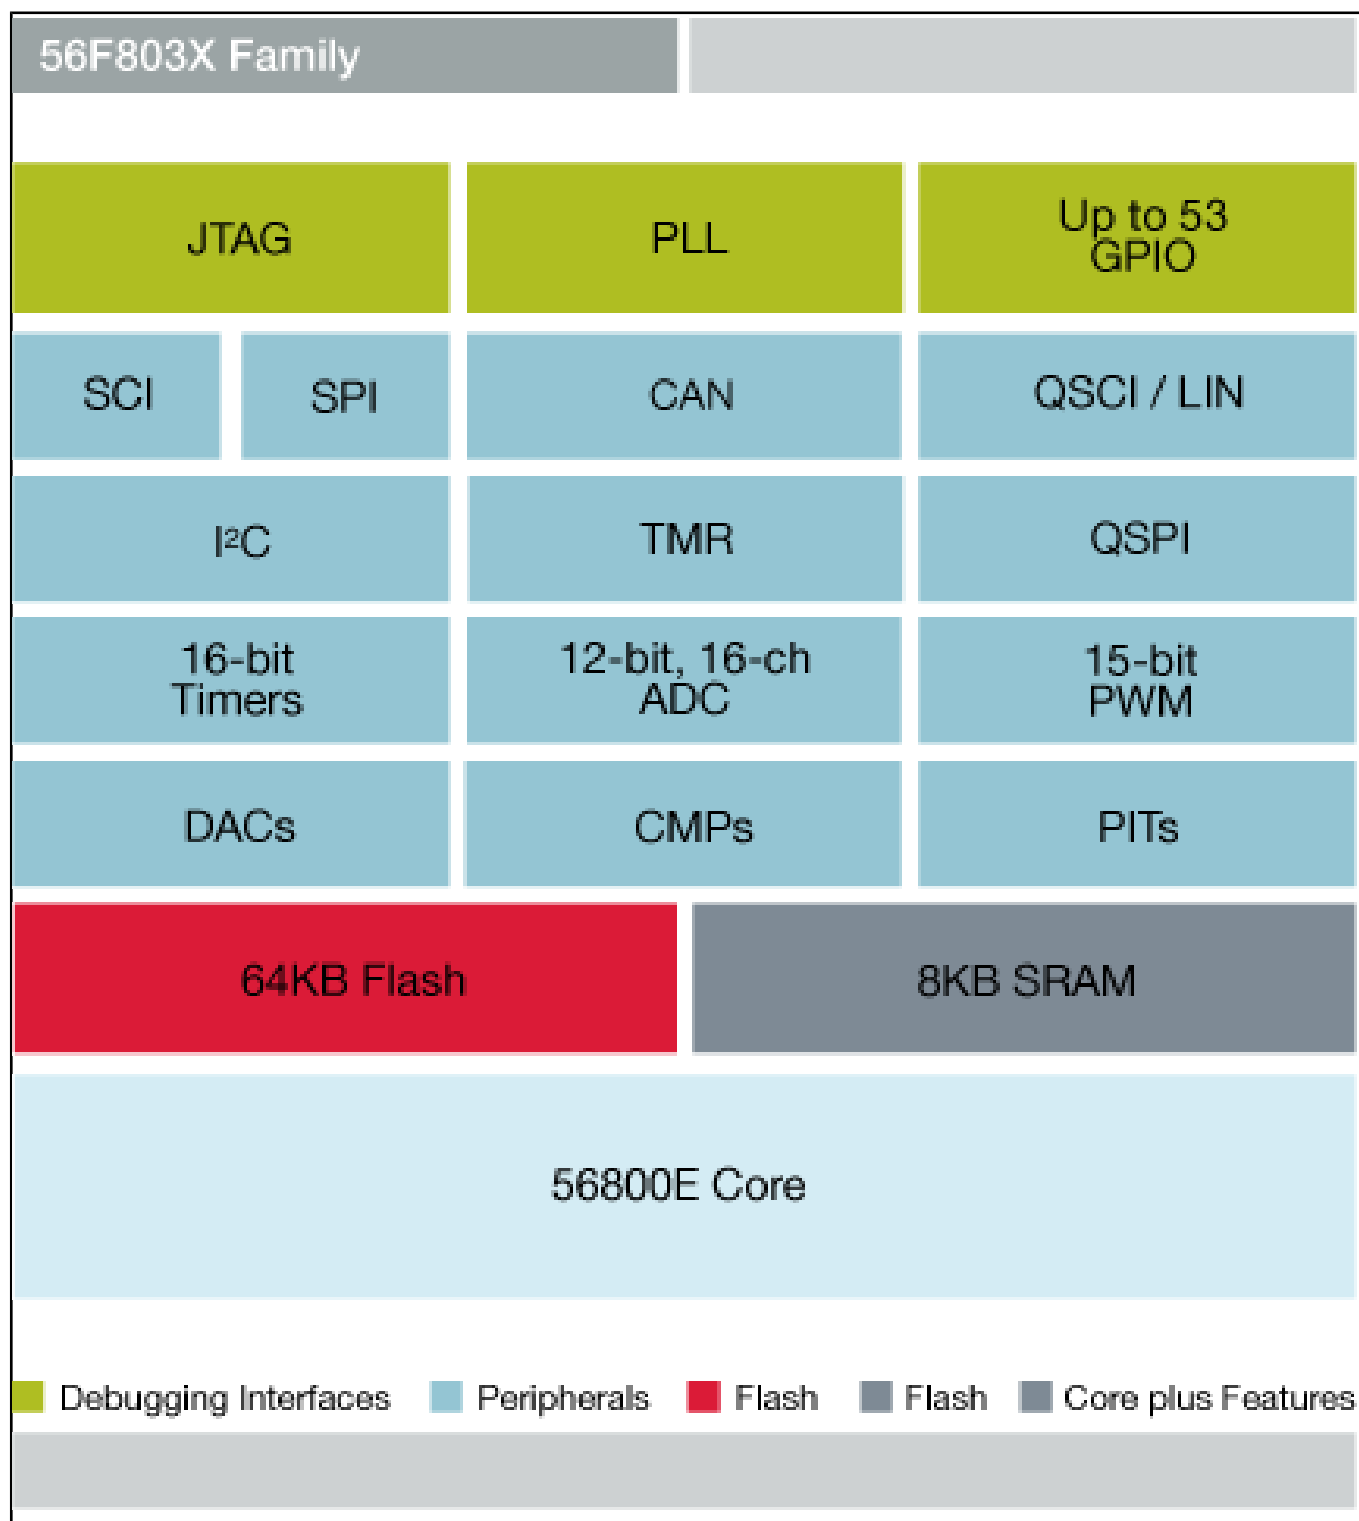 56F803X Family
JTAG
PLL
Up to 53
GPIO
SCI
SPI
CAN
QSCI / LIN
I²C
TMR
QSPI
16-bit
Timers
12-bit, 16-ch
ADC
15-bit
PWM
DACs
CMPs
PITs
64KB Flash
8KB SRAM
56800E Core
Debugging Interfaces
Peripherals
Flash
Flash
Core plus Features